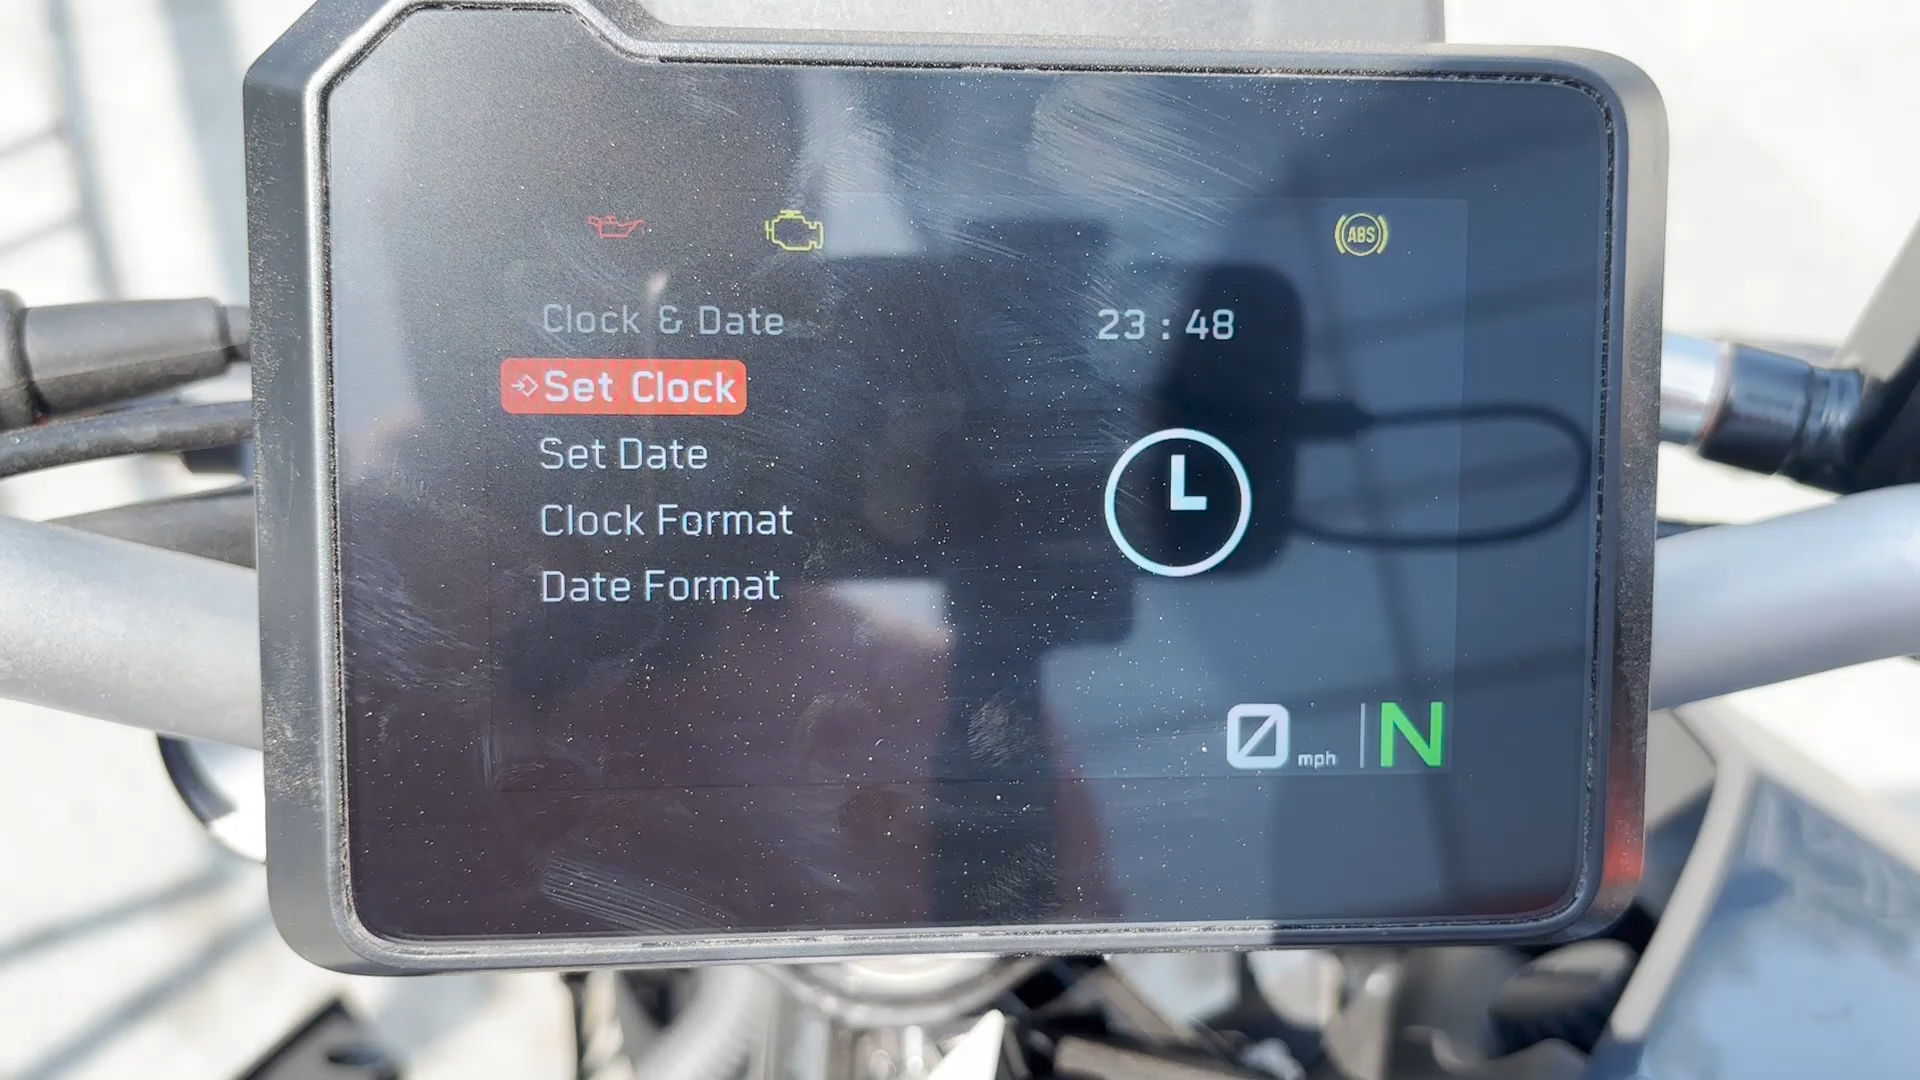 ABS
Clock & Date
23 : 48
Set Clock
Set Date
Clock Format
Date Format
0 mph N